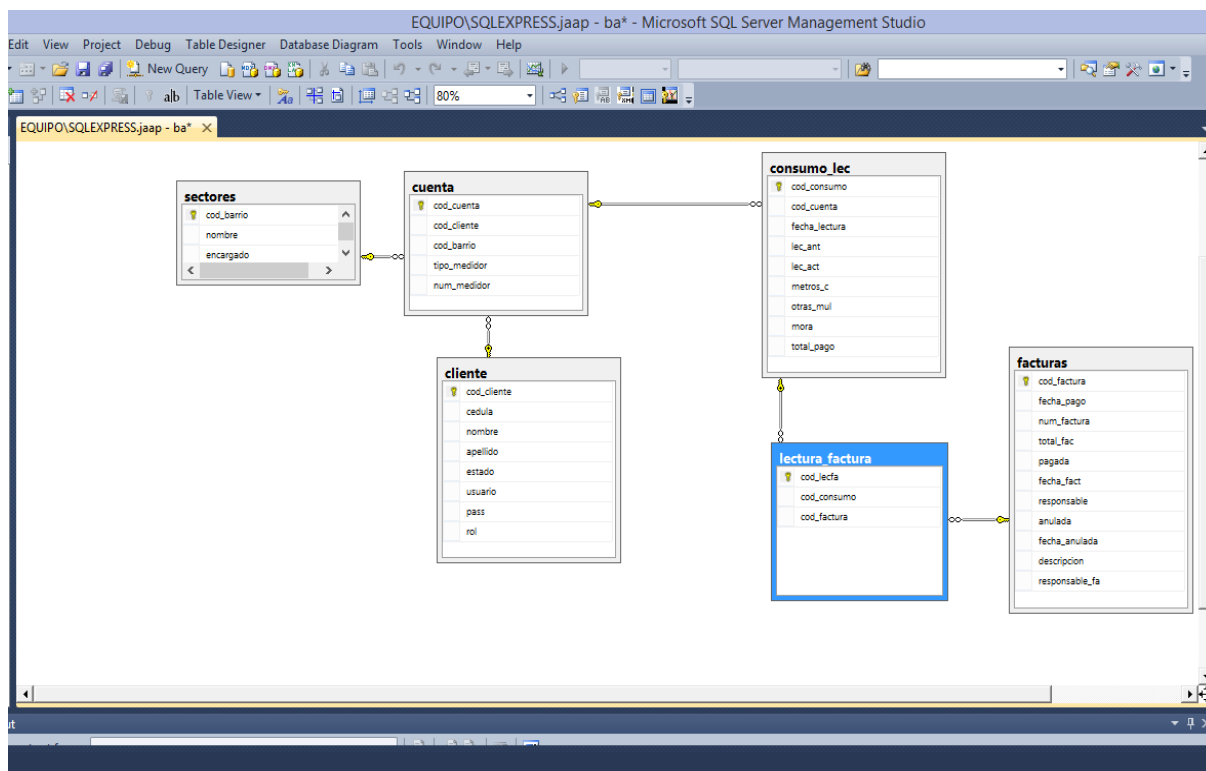 EQUIPO\SQLEXPRESS.jaap - ba* - Microsoft SQL Server Management Studio
Edit View Project Debug Table Designer Database Diagram Tools Window Help
New Query
Table View 80%
EQUIPO\SQLEXPRESS.jaap - ba*
sectores
cod_barrio
nombre
encargado
cuenta
cod_cuenta
cod_cliente
cod_barrio
tipo_medidor
num_medidor
cliente
cod_cliente
cedula
nombre
apellido
estado
usuario
pass
rol
consumo_lec
cod_consumo
cod_cuenta
fecha_lectura
lec_ant
lec_act
metros_c
otras_mul
mora
total_pago
lectura_factura
cod_lecfa
cod_consumo
cod_factura
facturas
cod_factura
fecha_pago
num_factura
total_fac
pagada
fecha_fact
responsable
anulada
fecha_anulada
descripcion
responsable_fa